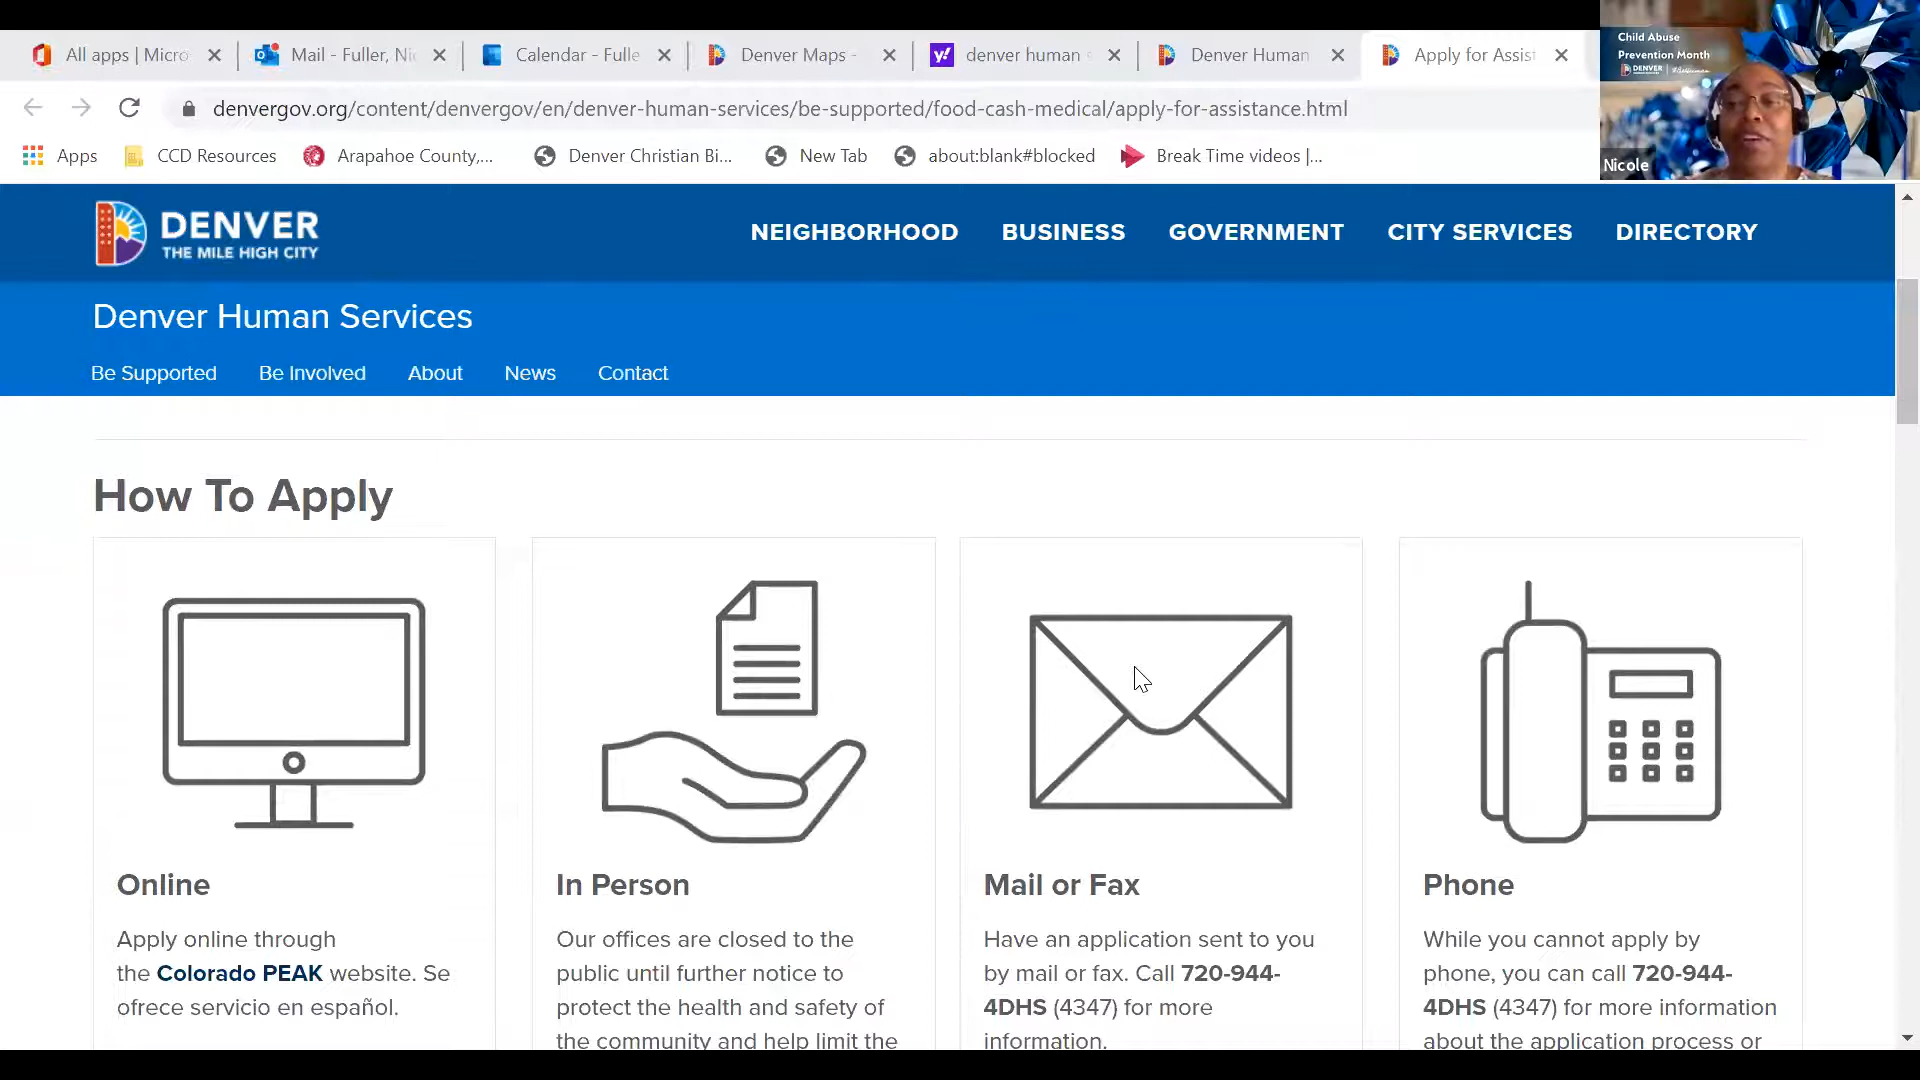 All apps | Micro
Mail - Fuller, Ni
Calendar - Fulle
Denver Maps -
denver human
Denver Human
Apply for Assis
Child Abuse
Prevention Month
DENVER
Nicole
denvergov.org/content/denvergov/en/denver-human-services/be-supported/food-cash-medical/apply-for-assistance.html
Apps
CCD Resources
Arapahoe County,...
Denver Christian Bi...
New Tab
about:blank#blocked
Break Time videos |...
DENVER
THE MILE HIGH CITY
NEIGHBORHOOD
BUSINESS
GOVERNMENT
CITY SERVICES
DIRECTORY
Denver Human Services
Be Supported
Be Involved
About
News
Contact
How To Apply
Online
Apply online through
the Colorado PEAK website. Se
ofrece servicio en español.
In Person
Our offices are closed to the
public until further notice to
protect the health and safety of
the community and help limit the
Mail or Fax
Have an application sent to you
by mail or fax. Call 720-944-
4DHS (4347) for more
information.
Phone
While you cannot apply by
phone, you can call 720-944-
4DHS (4347) for more information
about the application process or